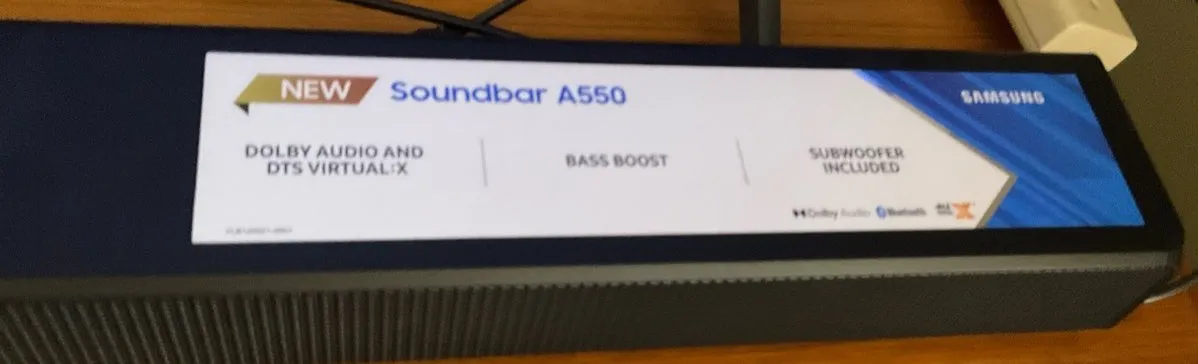 NEW Soundbar A550
SAMSUNG
DOLBY AUDIO AND
DTS VIRTUAL:X
BASS BOOST
SUBWOOFER
INCLUDED
Dolby Audio Bluetooth